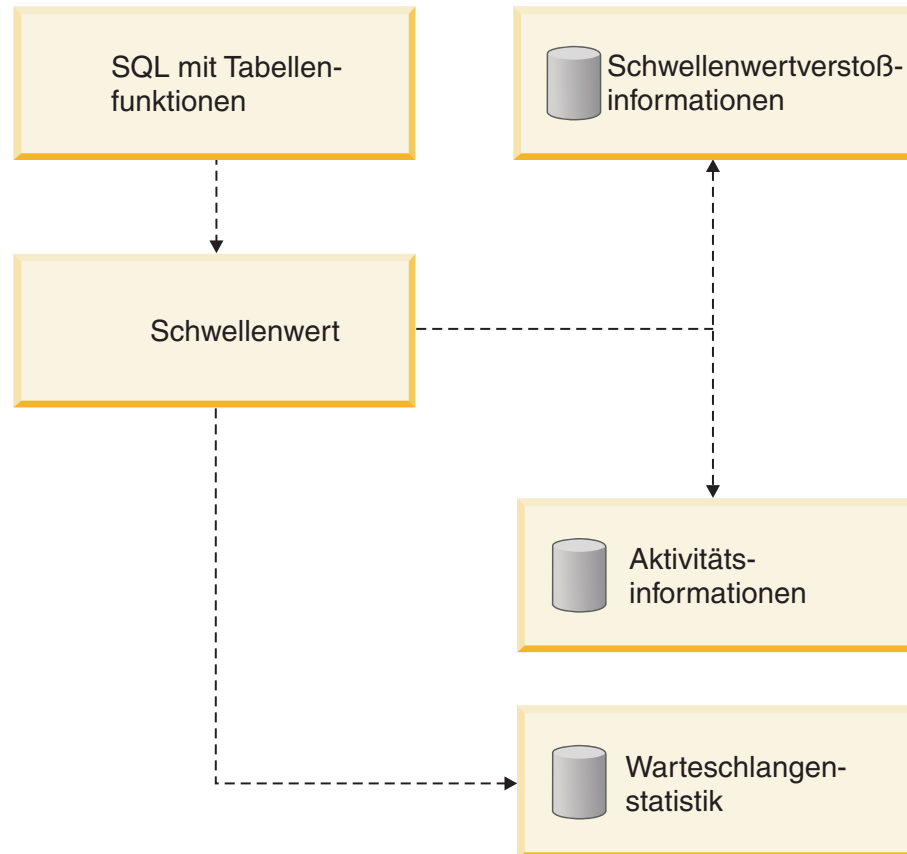 SQL mit Tabellen-
funktionen
Schwellenwertverstoß-
informationen
Schwellenwert
Aktivitäts-
informationen
Warteschlangen-
statistik